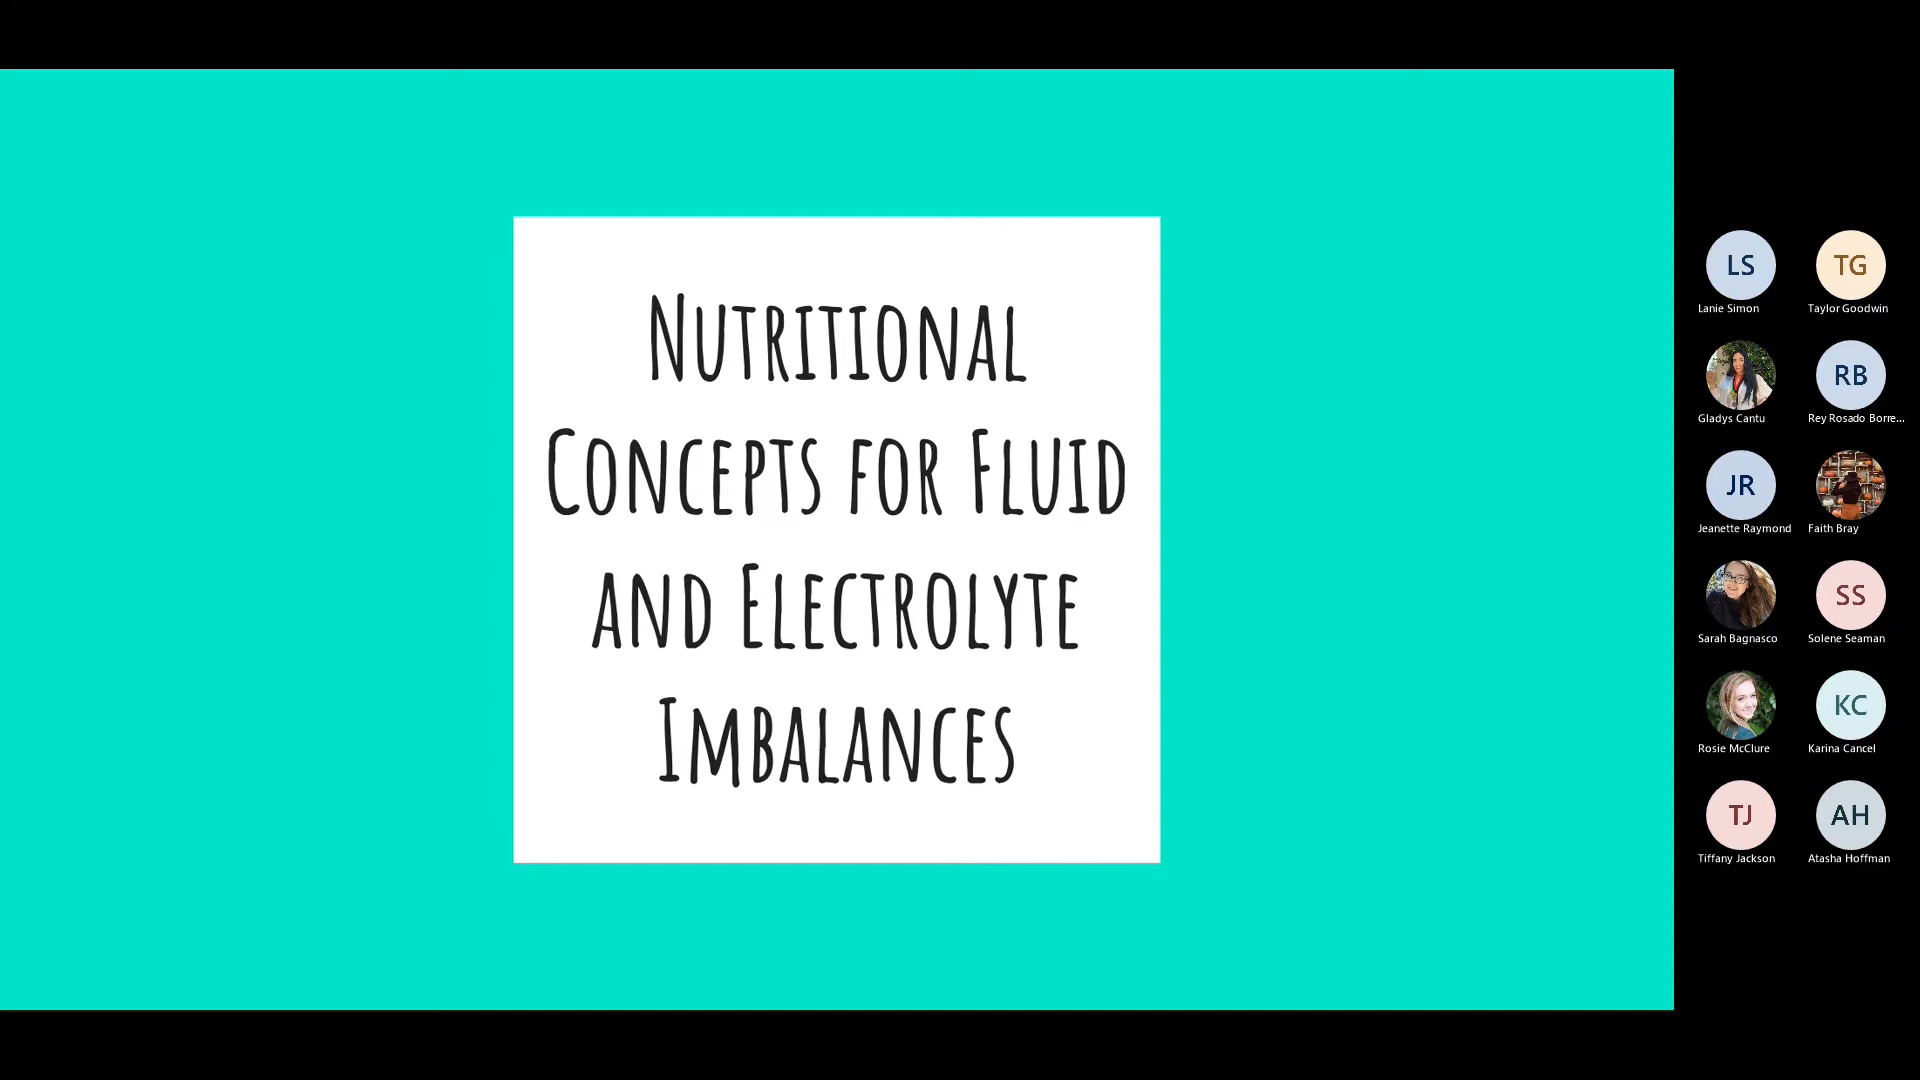 Nutritional
Concepts for Fluid
and Electrolyte
Imbalances
LS
TG
Lanie Simon
Taylor Goodwin
RB
Gladys Cantu
Rey Rosado Borre...
JR
Jeanette Raymond
Faith Bray
SS
Sarah Bagnasco
Solene Seaman
KC
Rosie McClure
Karina Cancel
TJ
AH
Tiffany Jackson
Atasha Hoffman